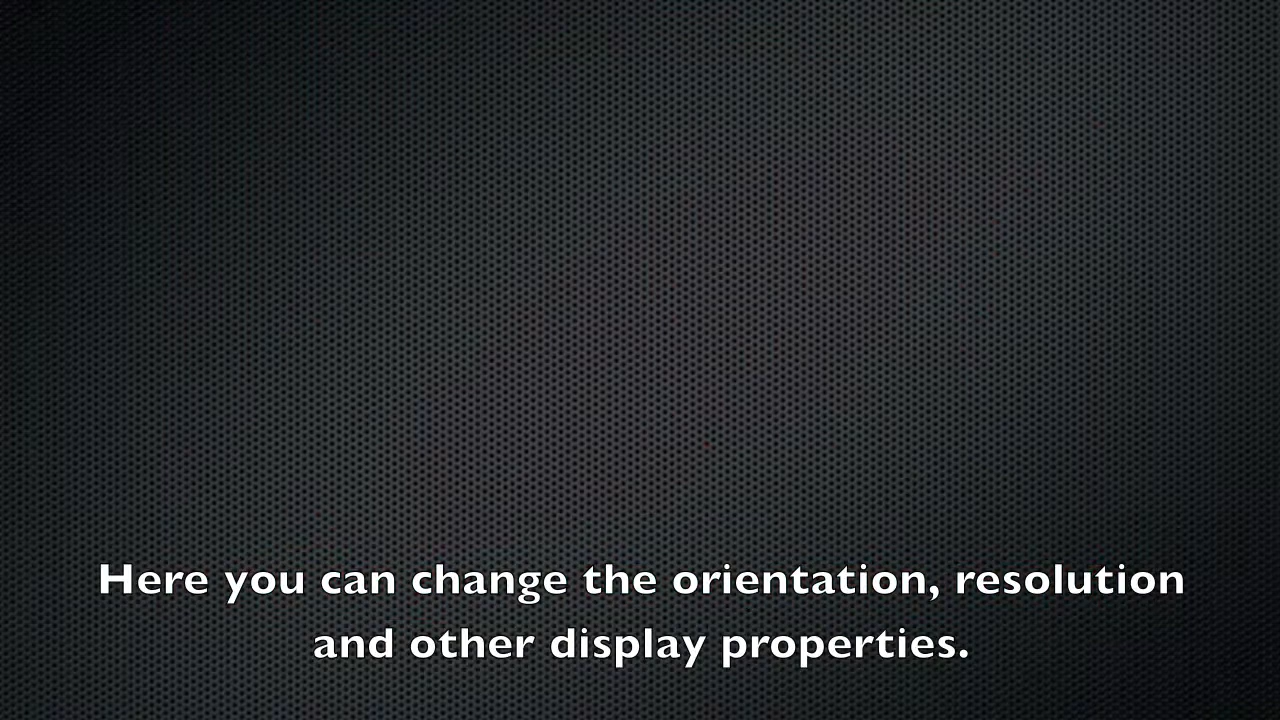 Here you can change the orientation, resolution
and other display properties.